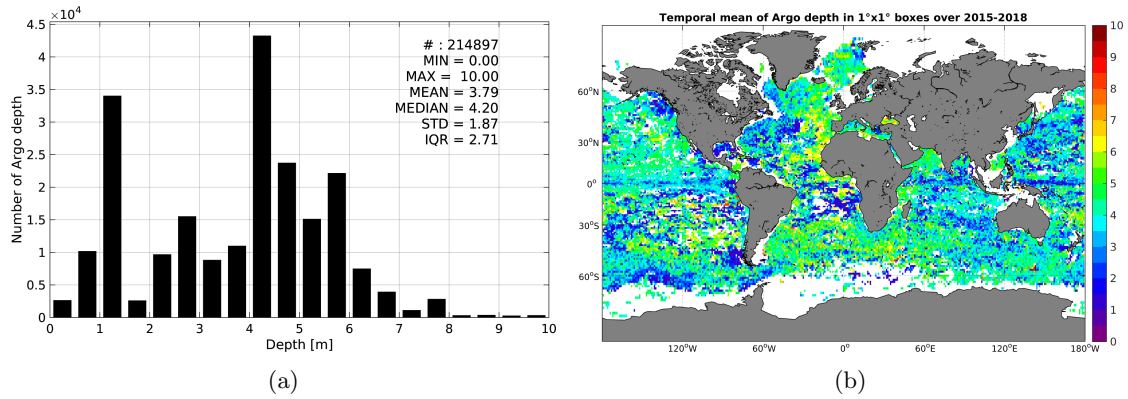 ×10⁴
4.5
4
3.5
3
2.5
2
1.5
1
0.5
0
Number of Argo depth
# : 214897
MIN = 0.00
MAX = 10.00
MEAN = 3.79
MEDIAN = 4.20
STD = 1.87
IQR = 2.71
0 1 2 3 4 5 6 7 8 9 10
Depth [m]
(a)
Temporal mean of Argo depth in 1°x1° boxes over 2015-2018
60°N
30°N
0°
30°S
60°S
120°W 60°W 0° 60°E 120°E 180°W
10
9
8
7
6
5
4
3
2
1
0
(b)